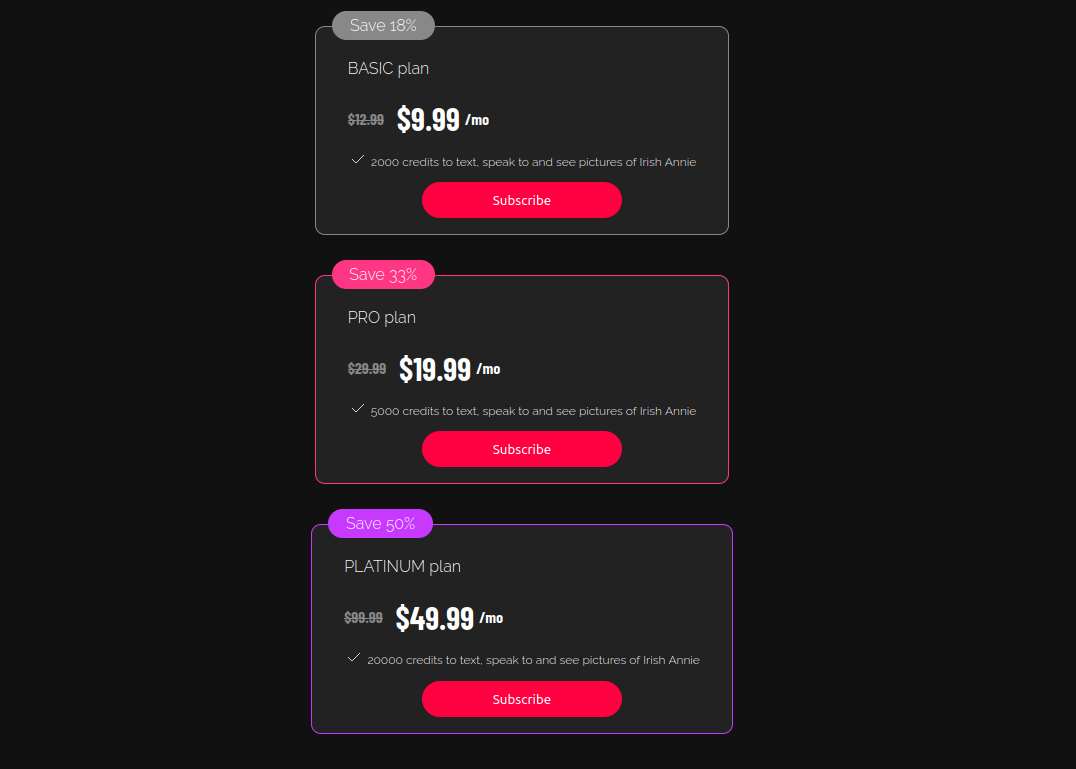 Save 18%
BASIC plan
$12.99 $9.99 /mo
2000 credits to text, speak to and see pictures of Irish Annie
Subscribe
Save 33%
PRO plan
$29.99 $19.99 /mo
5000 credits to text, speak to and see pictures of Irish Annie
Subscribe
Save 50%
PLATINUM plan
$99.99 $49.99 /mo
20000 credits to text, speak to and see pictures of Irish Annie
Subscribe